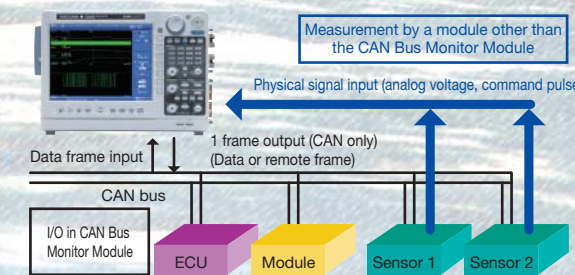 Measurement by a module other than
the CAN Bus Monitor Module
Physical signal input (analog voltage, command pulse
1 frame output (CAN only)
Data frame input
(Data or remote frame)
CAN bus
I/O in CAN Bus
Monitor Module
ECU
Module
Sensor 1
Sensor 2